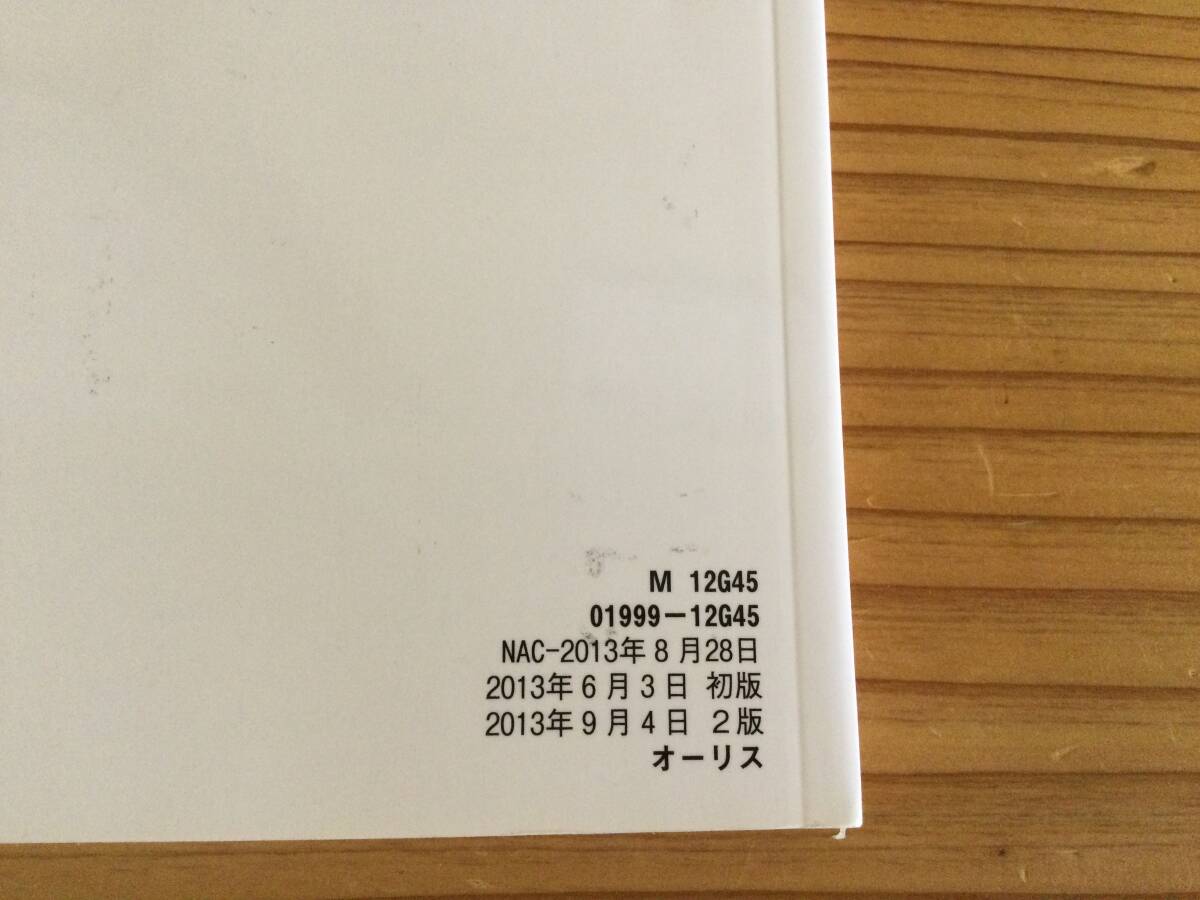 M 12G45
01999－12G45
NAC-2013年8月28日
2013年6月3日 初版
2013年9月4日 2版
オーリス